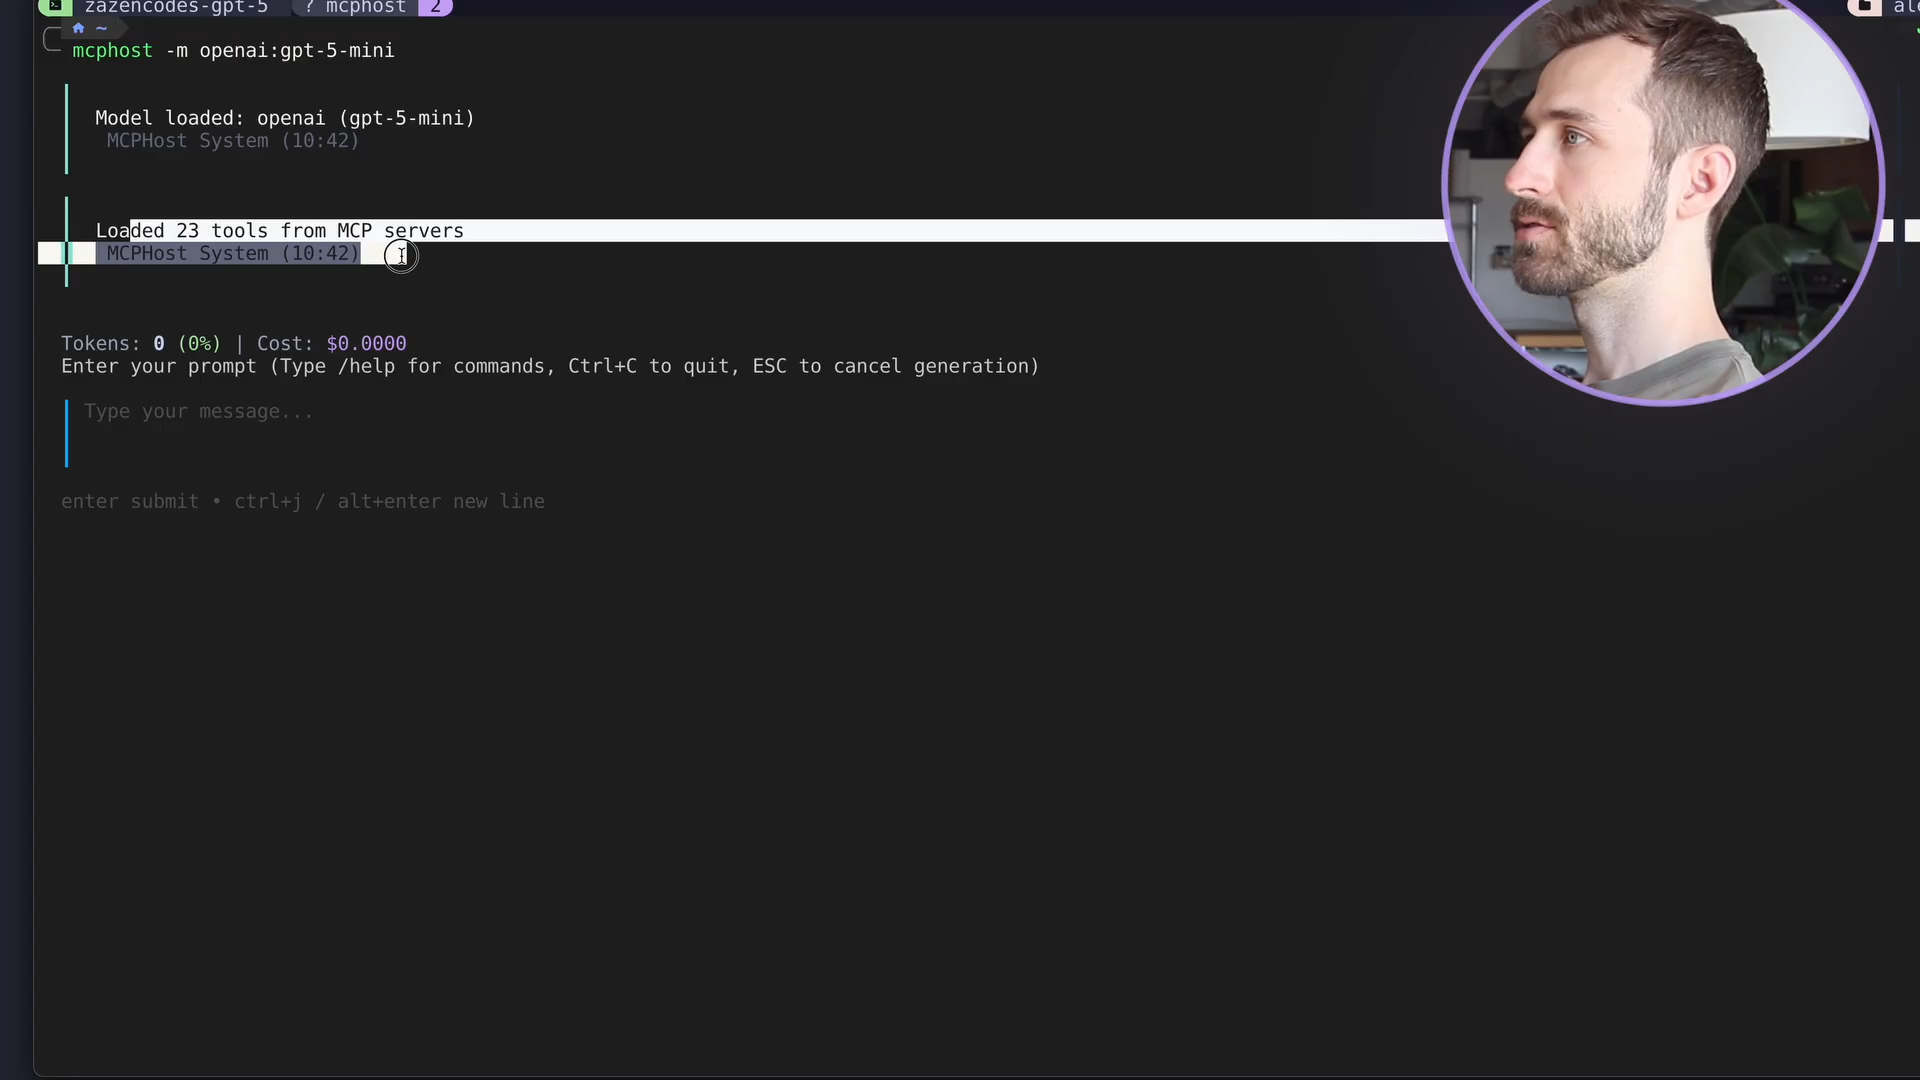 zazencodes-gpt-5 ? mcphost 2
~
mcphost -m openai:gpt-5-mini
Model loaded: openai (gpt-5-mini)
MCPHost System (10:42)
Loaded 23 tools from MCP servers
MCPHost System (10:42)
Tokens: 0 (0%) | Cost: $0.0000
Enter your prompt (Type /help for commands, Ctrl+C to quit, ESC to cancel generation)
Type your message...
enter submit • ctrl+j / alt+enter new line